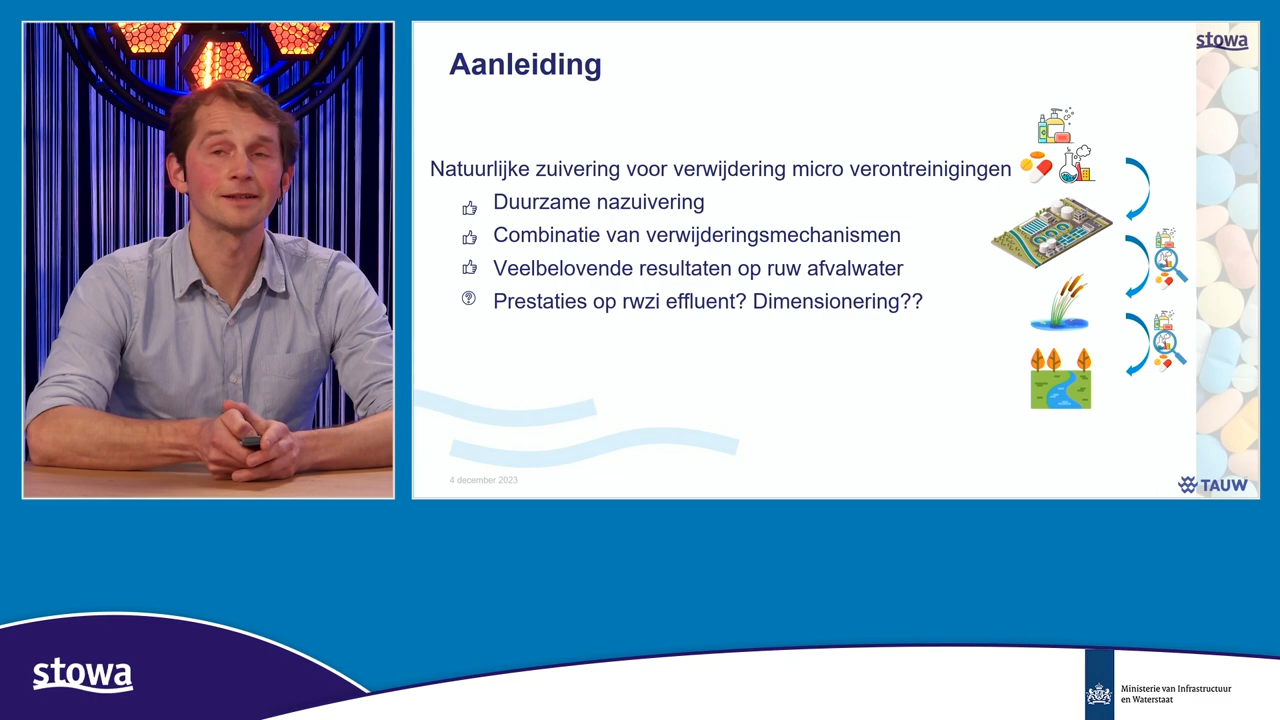 Aanleiding
stowa
Natuurlijke zuivering voor verwijdering micro verontreinigingen
Duurzame nazuivering
Combinatie van verwijderingsmechanismen
Veelbelovende resultaten op ruw afvalwater
Prestaties op rwzi effluent? Dimensionering??
4 december 2023
TAUW
stowa
Ministerie van Infrastructuur
en Waterstaat